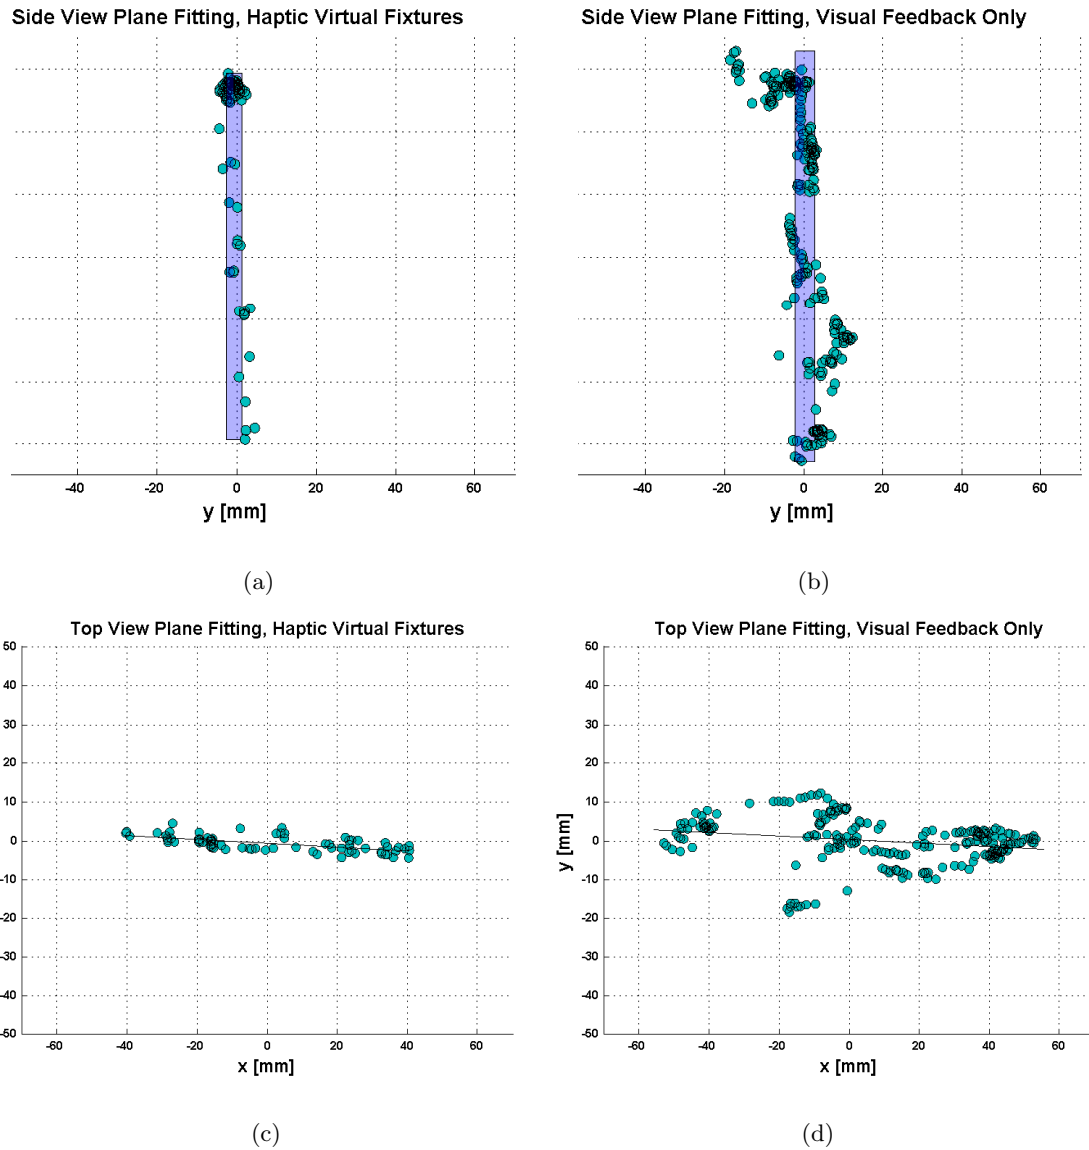 Side View Plane Fitting, Haptic Virtual Fixtures
Side View Plane Fitting, Visual Feedback Only
-40 -20 0 20 40 60
y [mm]
-40 -20 0 20 40 60
y [mm]
(a)
(b)
Top View Plane Fitting, Haptic Virtual Fixtures
Top View Plane Fitting, Visual Feedback Only
50
40
30
20
10
0
-10
-20
-30
-40
-50
-60 -40 -20 0 20 40 60
x [mm]
y [mm]
50
40
30
20
10
0
-10
-20
-30
-40
-50
-60 -40 -20 0 20 40 60
x [mm]
(c)
(d)